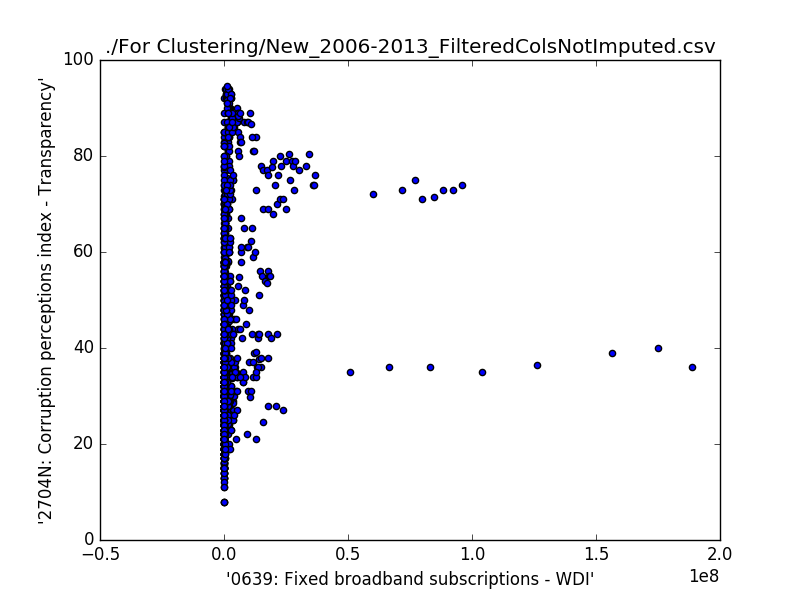 ./For Clustering/New_2006-2013_FilteredColsNotImputed.csv
100
80
60
40
20
0
'2704N: Corruption perceptions index - Transparency'
−0.5 0.0 0.5 1.0 1.5 2.0
1e8
'0639: Fixed broadband subscriptions - WDI'